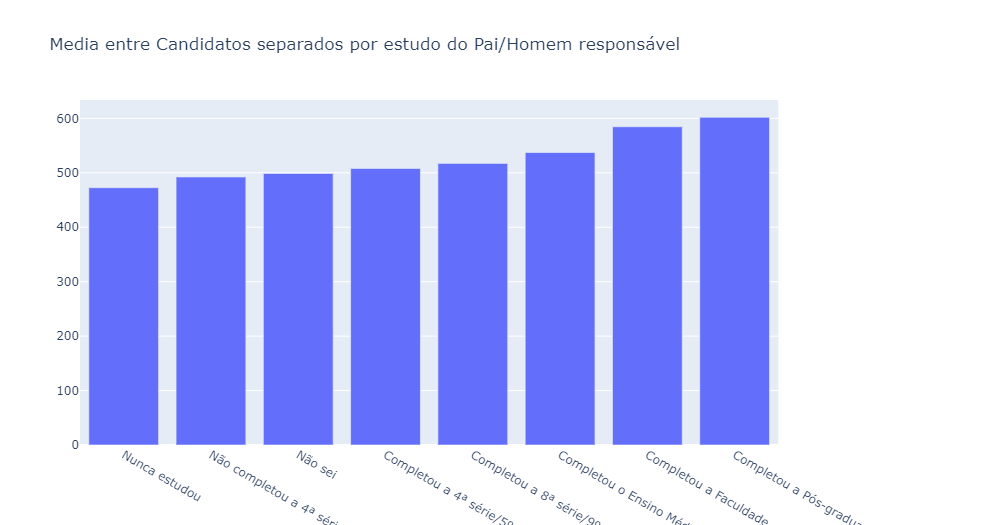 Media entre Candidatos separados por estudo do Pai/Homem responsável
600
500
400
300
200
100
0
Nunca estudou
Não completou a 4ª séri
Não sei
Completou a 4ª série/5º
Completou a 8ª série/9º
Completou o Ensino Méd
Completou a Faculdade
Completou a Pós-gradua